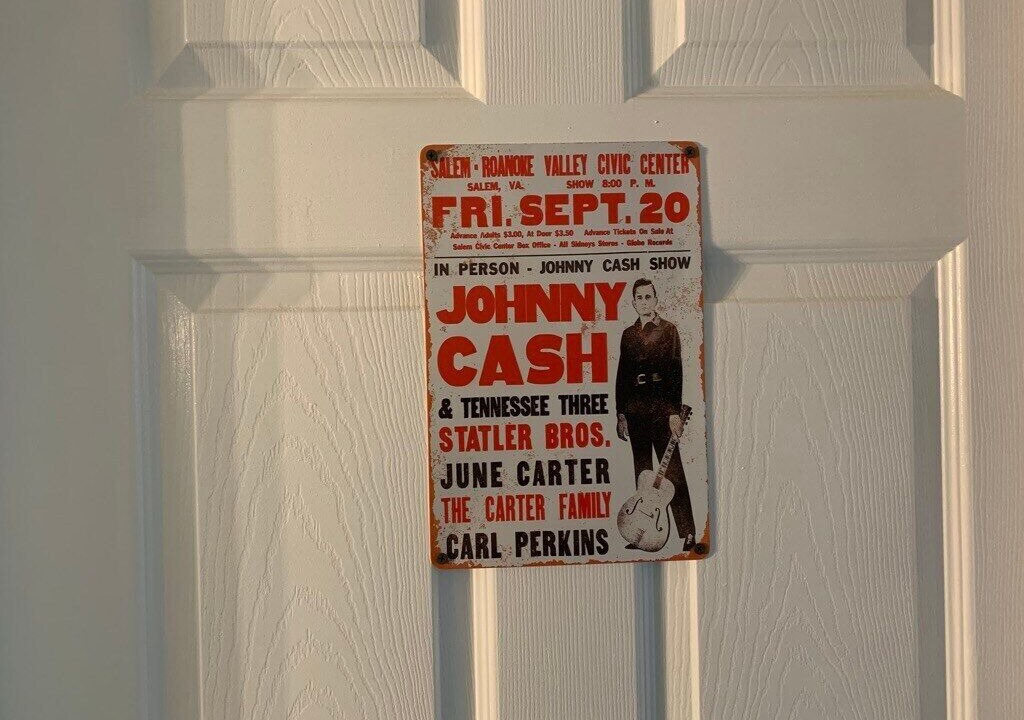 SALEM - ROANOKE VALLEY CIVIC CENTER
SALEM, VA. SHOW 8:00 P. M.
FRI. SEPT. 20
Advance Adults $3.00, At Door $3.50 Advance Tickets On Sale At
Salem Civic Center Box Office - All Sidneys Stores - Globe Records
IN PERSON - JOHNNY CASH SHOW
JOHNNY
CASH
& TENNESSEE THREE
STATLER BROS.
JUNE CARTER
THE CARTER FAMILY
CARL PERKINS